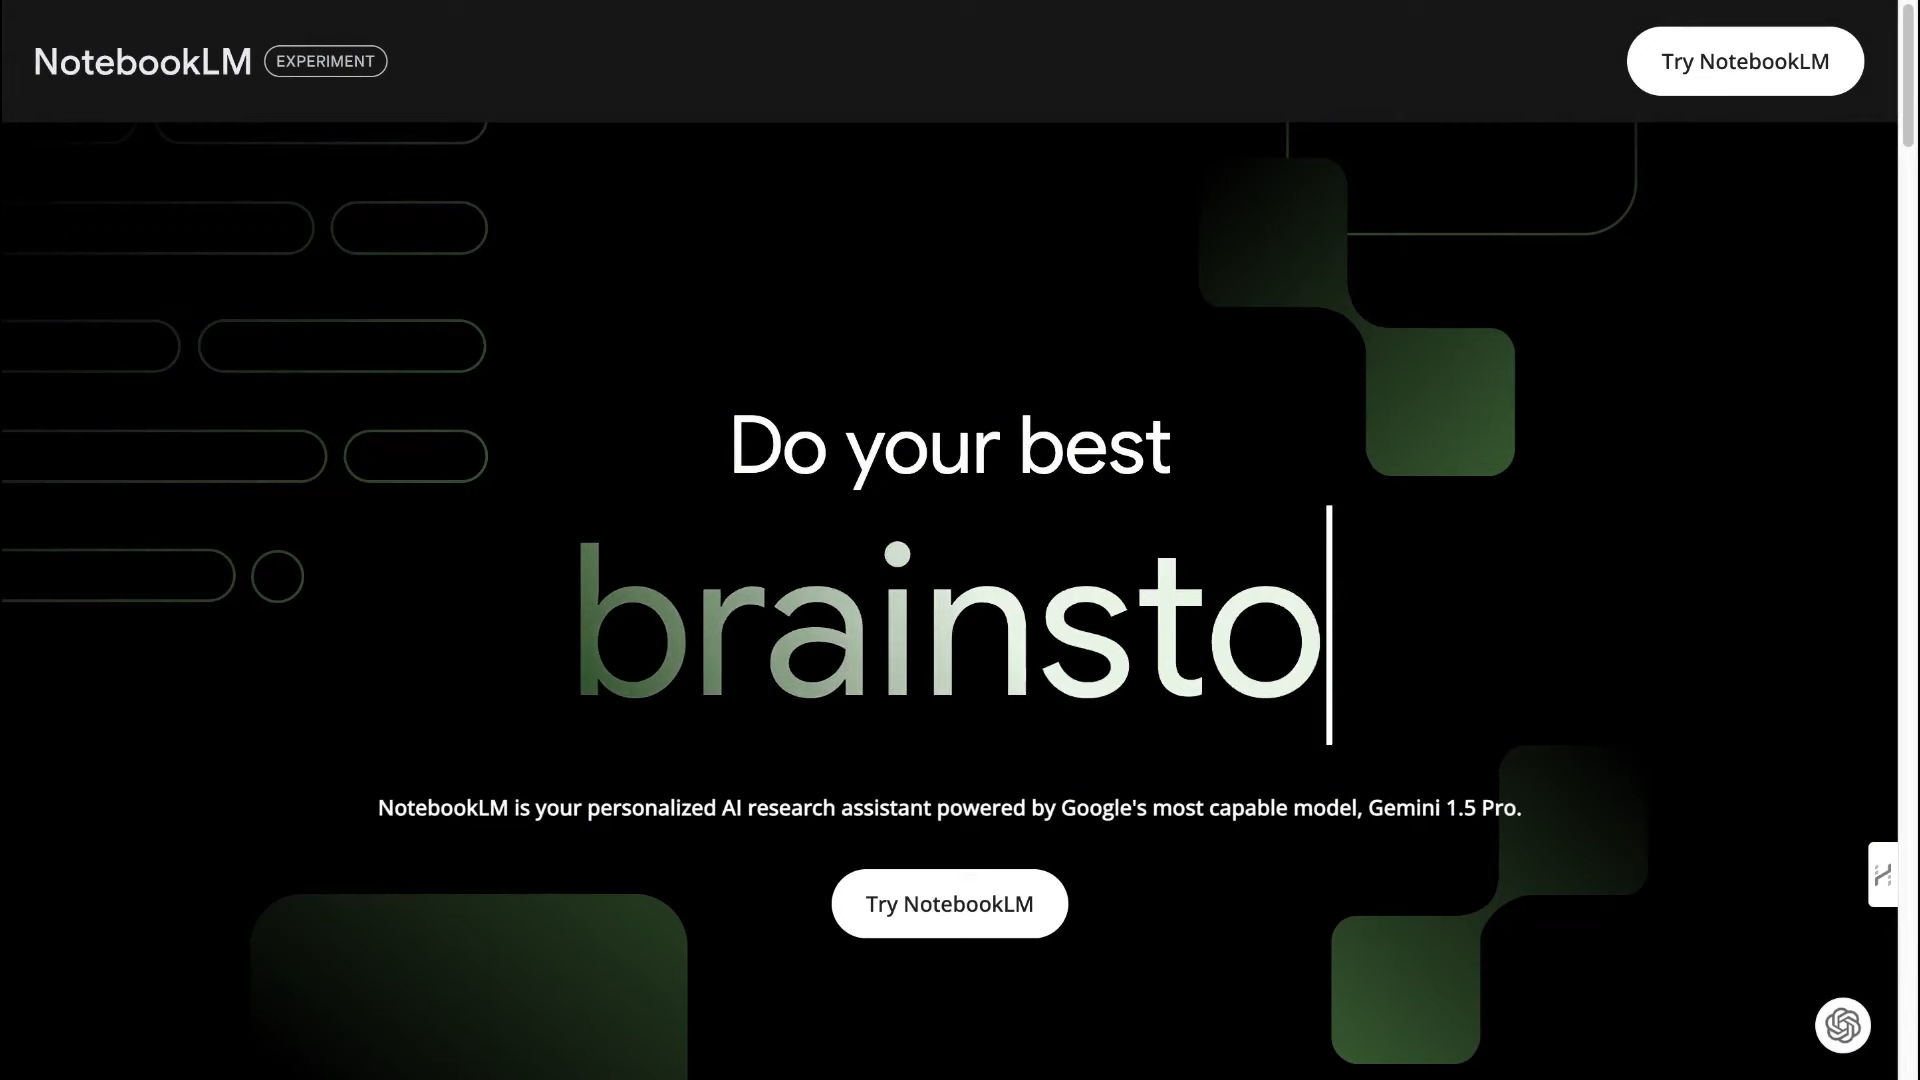 NotebookLM EXPERIMENT
Try NotebookLM
Do your best
brainsto
NotebookLM is your personalized AI research assistant powered by Google's most capable model, Gemini 1.5 Pro.
Try NotebookLM